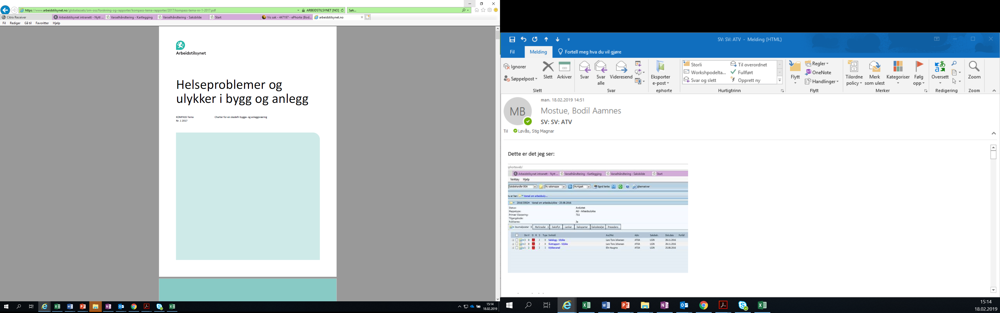 https://www.arbeidstilsynet.no/globalassets/om-oss/forskning-og-rapporter/kompass-tema-rapporter/2017/kompass-tema-nr-1-2017.pdf
ARBEIDSTILSYNET [NO]
Søk...
Citrix Receiver
Arbeidstilsynet intranett - Nytt ...
Varselhåndtering - Kartlegging
Varselhåndtering - Saksbilde
Start
Vis sak - 447197 - ePhorte (Bod...
arbeidstilsynet.no
Fil Rediger Gå til Favoritter Hjelp
Arbeidstilsynet
Helseproblemer og
ulykker i bygg og anlegg
KOMPASS Tema
Nr. 1 2017
Charter for en skadefri bygge- og anleggsnæring
15:14
18.02.2019
SV: SV: ATV - Melding (HTML)
Fil Melding Fortell meg hva du vil gjøre
Ignorer
Søppelpost
Slett
Arkiver
Slett
Svar
Svar alle
Videresend
Svar
Eksporter e-post
ephorte
Storli
Workshpodelta...
Svar og slett
Til overordnet
Fullført
Opprett ny
Hurtigtrinn
Flytt
Regler
OneNote
Handlinger
Flytt
Tilordne policy
Merk som ulest
Kategoriser
Følg opp
Merker
Oversett
Redigering
Zoom
Zoom
MB
man. 18.02.2019 14:51
Mostue, Bodil Aamnes
SV: SV: ATV
Til Løvås, Stig Magnar
Dette er det jeg ser:
ephorteweb/
Arbeidstilsynet intranett - Nytt ...
Varselhåndtering - Kartlegging
Varselhåndtering - Saksbilde
Start
Verktøy Hjelp
Saksbehandler DOA
Ny saksmappe
Hurtigsøk
Send lenke
Alternativer
Du er her: Varsel om arbeidsuly...
2016/35024 Varsel om arbeidsulykke - 25.08.2016
Status: Avsluttet
Mappetype: AU - Arbeidsulykke
Primær klassering: 711
Tilgangskode:
Publiseres: Ja
Journalposter 3 Merknader 1 Saksflyt Lenker Saksparter Saksdetaljer Presedens
Dnr V D R S Type Innhold Avs/Mot Adm Saksbeh. Dok.dato Forfall
3 0 J X Sakslogg - Ulykke Lars Tore Johansen ATOA LSJN 28.11.2016
2 0 J X Sluttrapport - Ulykke Lars Tore Johansen ATOA LSJN 28.11.2016
1 2 J I Ulykkevarsel Elin Haugmo ATOA LSJN 25.08.2016
15:14
18.02.2019